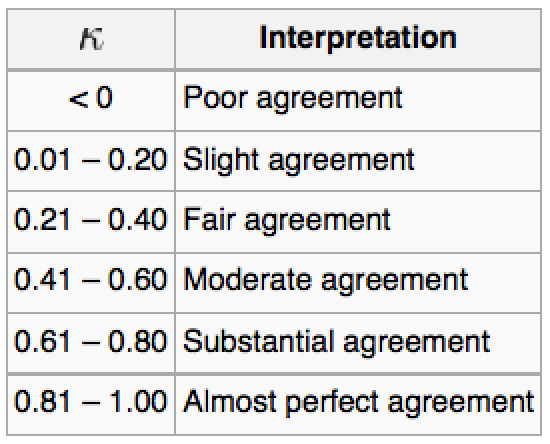 κ Interpretation
< 0 Poor agreement
0.01 – 0.20 Slight agreement
0.21 – 0.40 Fair agreement
0.41 – 0.60 Moderate agreement
0.61 – 0.80 Substantial agreement
0.81 – 1.00 Almost perfect agreement